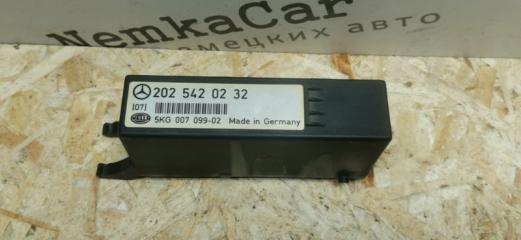 NemkaCar
немецких авто
202 542 02 32
[07]
5KG 007 099-02 Made in Germany